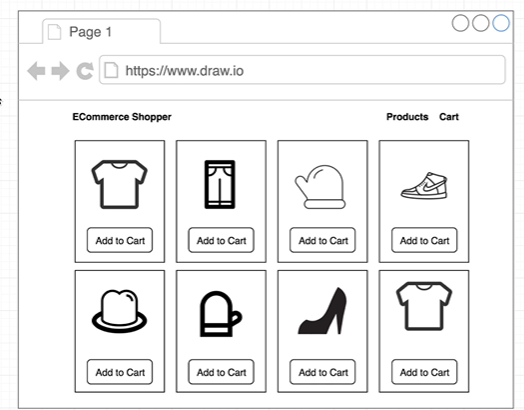 Page 1
https://www.draw.io
ECommerce Shopper Products Cart
Add to Cart Add to Cart Add to Cart Add to Cart
Add to Cart Add to Cart Add to Cart Add to Cart